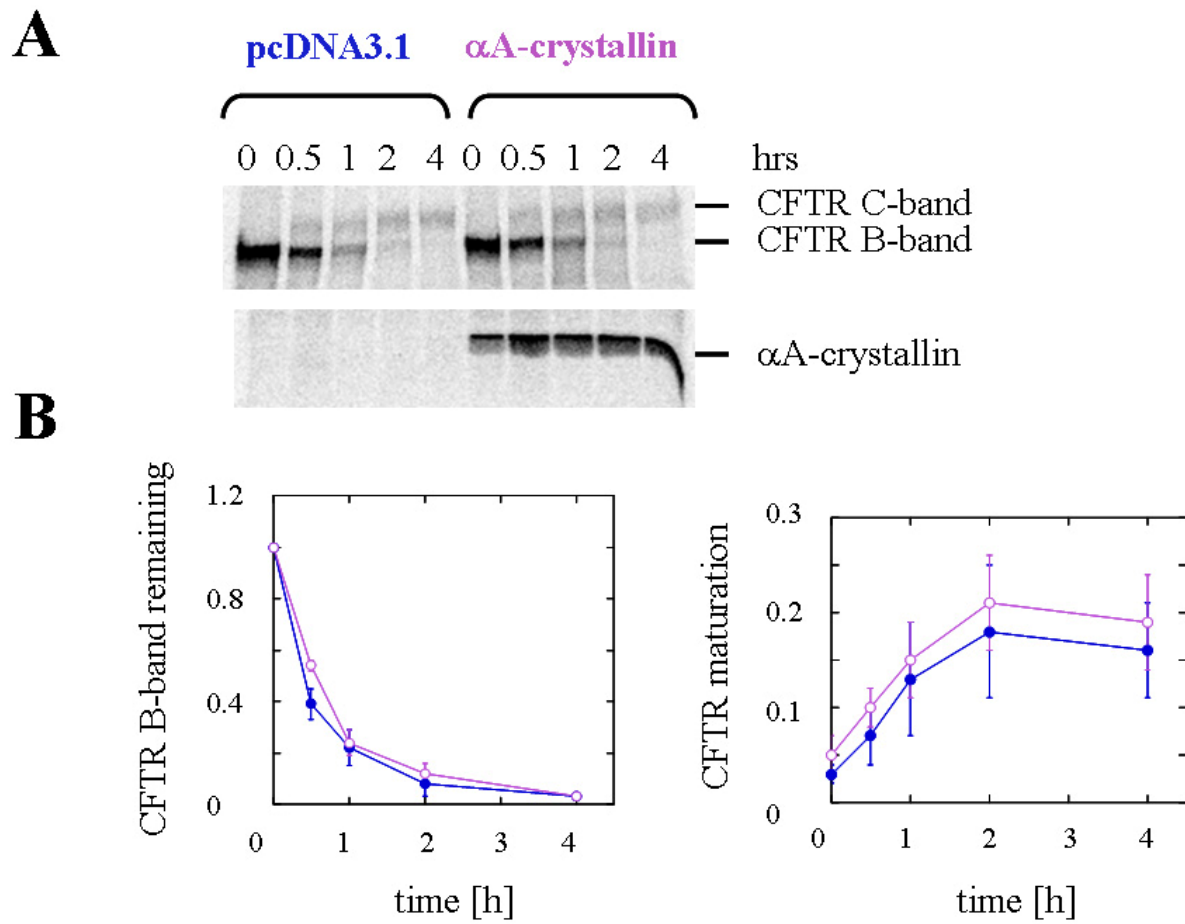 A
pcDNA3.1 αA-crystallin
0 0.5 1 2 4 0 0.5 1 2 4 hrs
CFTR C-band
CFTR B-band
αA-crystallin
B
CFTR B-band remaining
1.2
0.8
0.4
0
0 1 2 3 4
time [h]
CFTR maturation
0.3
0.2
0.1
0
0 1 2 3 4
time [h]